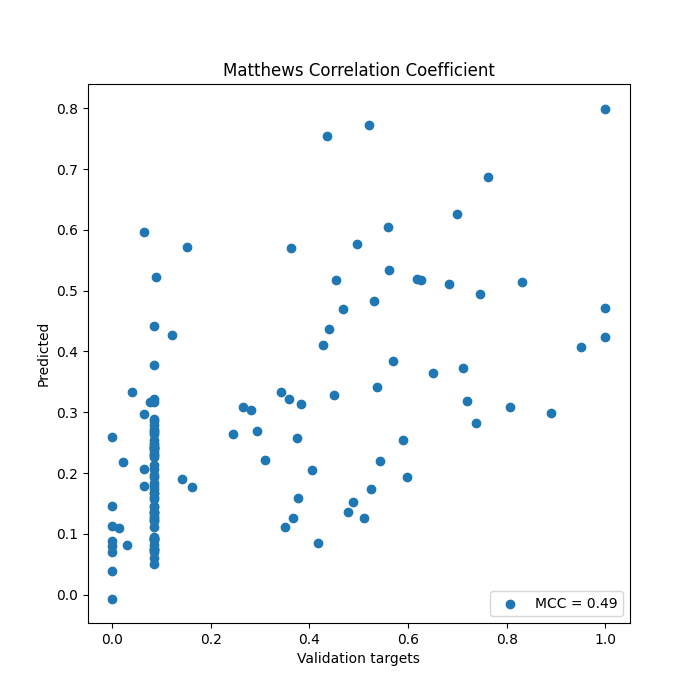 Matthews Correlation Coefficient
0.8
0.7
0.6
0.5
0.4
0.3
0.2
0.1
0.0
Predicted
MCC = 0.49
0.0 0.2 0.4 0.6 0.8 1.0
Validation targets